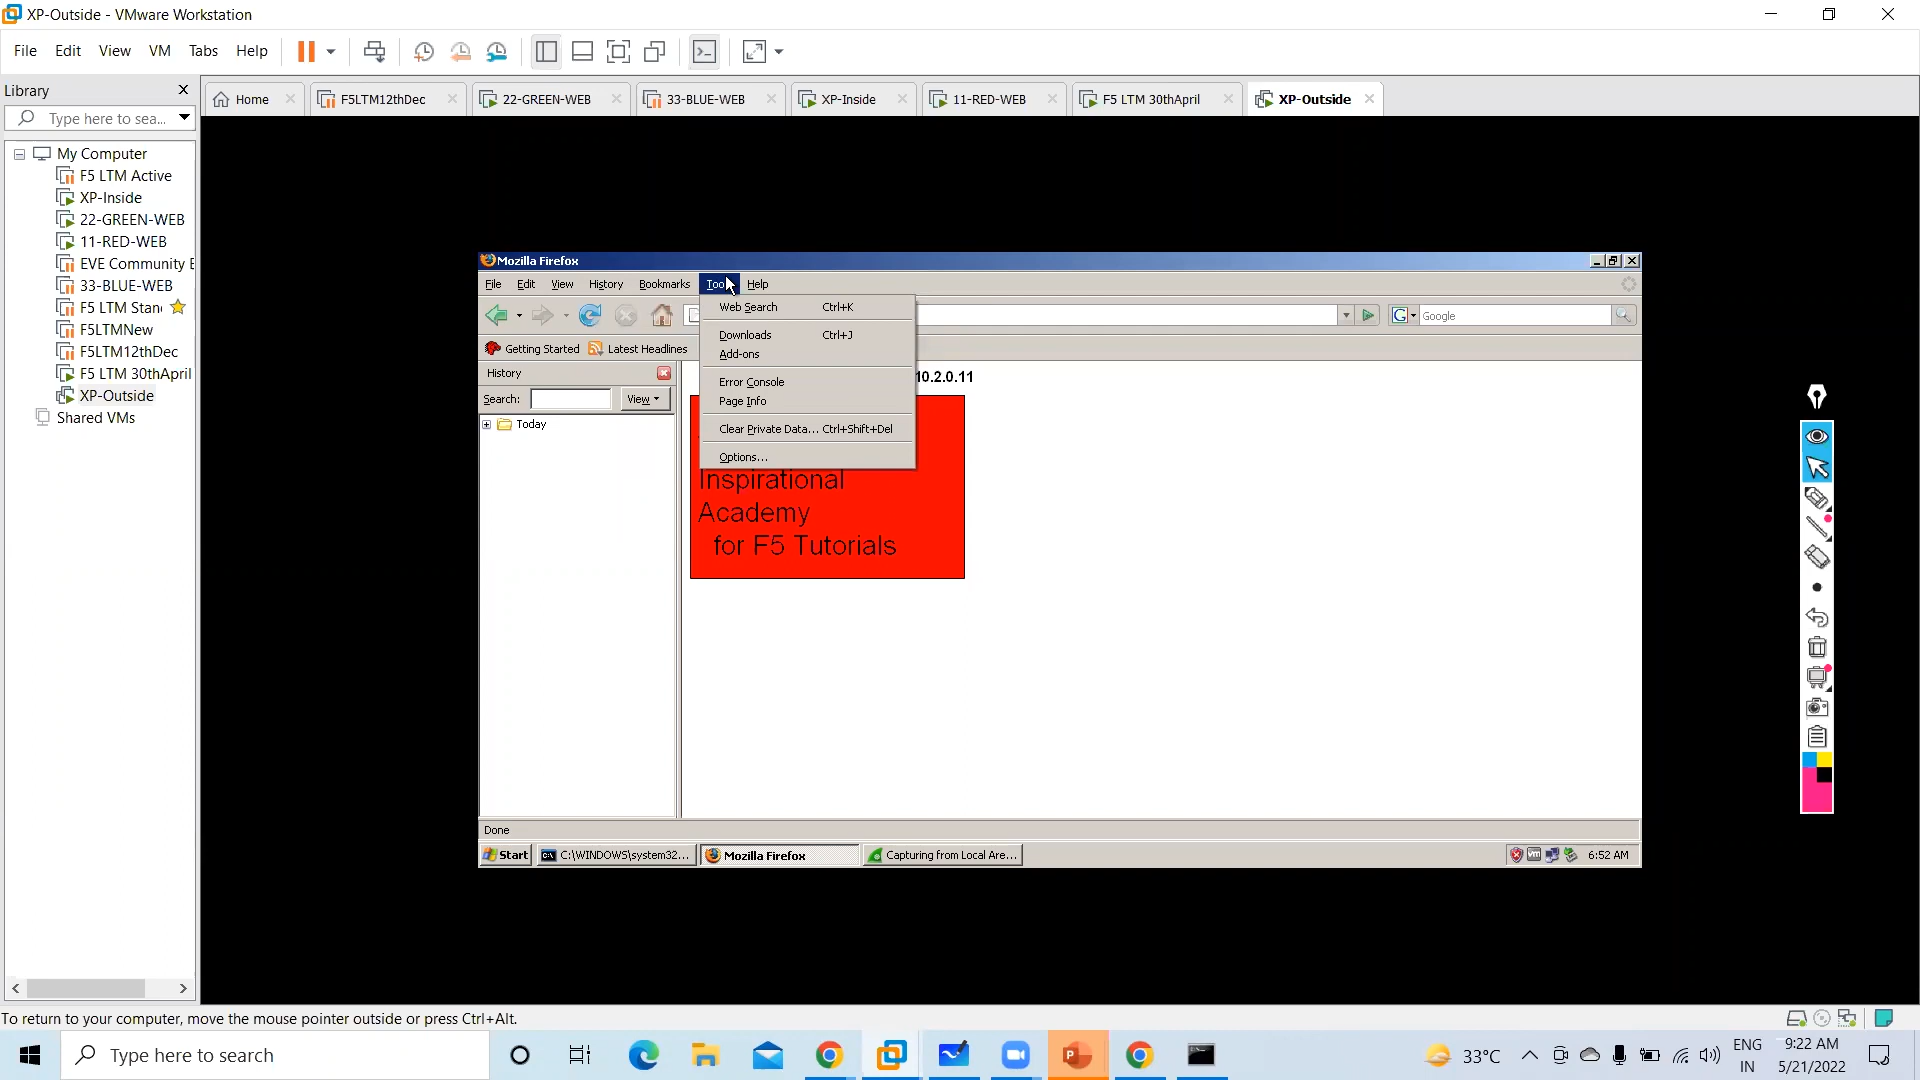 XP-Outside - VMware Workstation
File Edit View VM Tabs Help
Library
Type here to sea...
Home F5LTM12thDec 22-GREEN-WEB 33-BLUE-WEB XP-Inside 11-RED-WEB F5 LTM 30thApril XP-Outside
My Computer
F5 LTM Active
XP-Inside
22-GREEN-WEB
11-RED-WEB
EVE Community E
33-BLUE-WEB
F5 LTM Stan
F5LTMNew
F5LTM12thDec
F5 LTM 30thApril
XP-Outside
Shared VMs
Mozilla Firefox
File Edit View History Bookmarks Too Help
Google
Getting Started Latest Headlines
History
Search: View
Today
Web Search Ctrl+K
Downloads Ctrl+J
Add-ons
Error Console
Page Info
Clear Private Data... Ctrl+Shift+Del
Options...
10.2.0.11
Inspirational
Academy
for F5 Tutorials
Done
Start C:\WINDOWS\system32... Mozilla Firefox Capturing from Local Are... 6:52 AM
To return to your computer, move the mouse pointer outside or press Ctrl+Alt.
Type here to search
33°C
ENG
IN
9:22 AM
5/21/2022